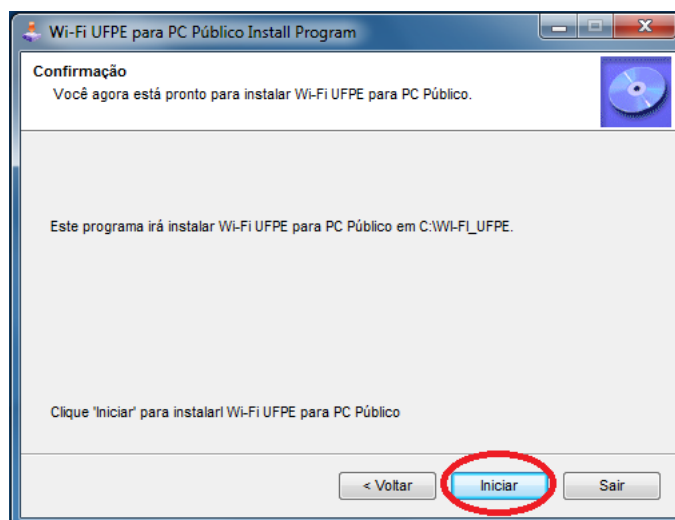 Wi-Fi UFPE para PC Público Install Program
Confirmação
Você agora está pronto para instalar Wi-Fi UFPE para PC Público.
Este programa irá instalar Wi-Fi UFPE para PC Público em C:\WI-FI_UFPE.
Clique 'Iniciar' para instalarl Wi-Fi UFPE para PC Público
< Voltar
Iniciar
Sair